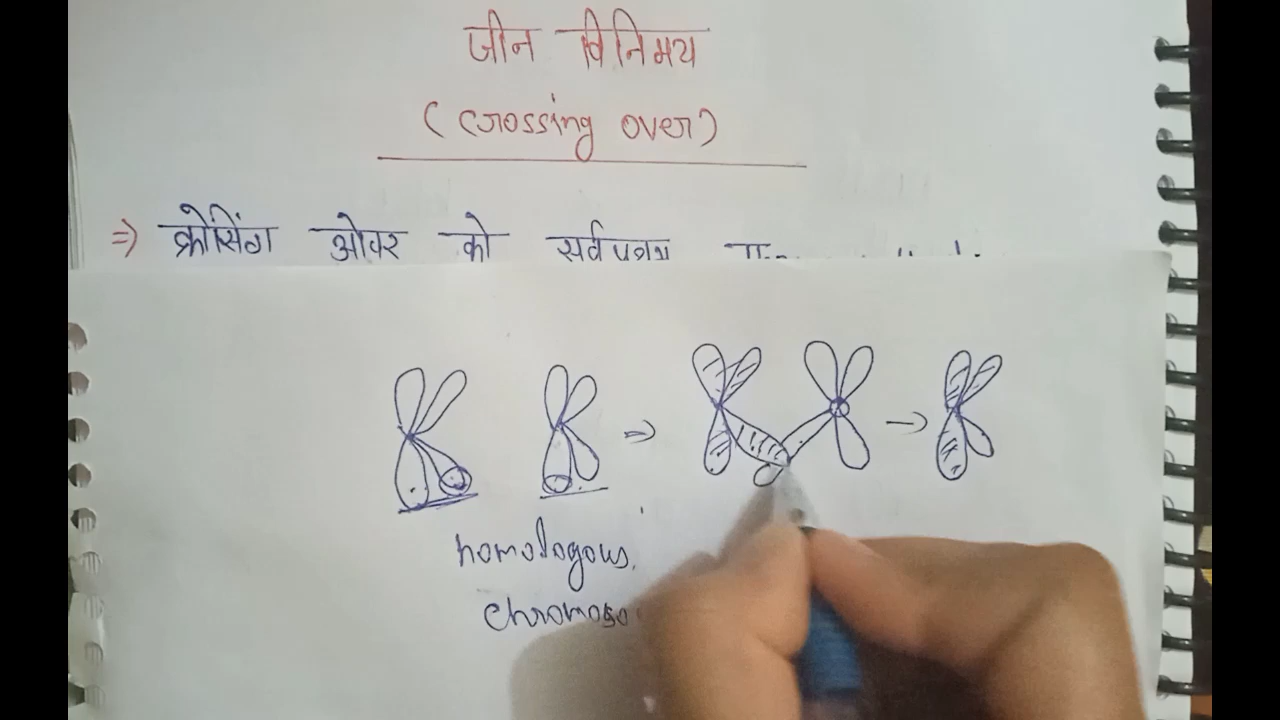 जीन विनिमय
(crossing over)
⇒ क्रोसिंग ओवर को सर्वप्रथम
homologous